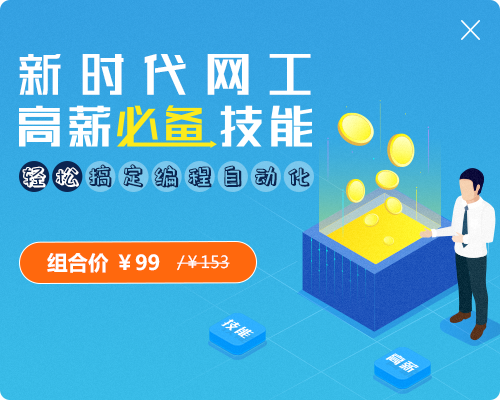 新时代网工
高薪必备技能
轻松搞定编程自动化
组合价 ¥99 /¥153
技能
高薪